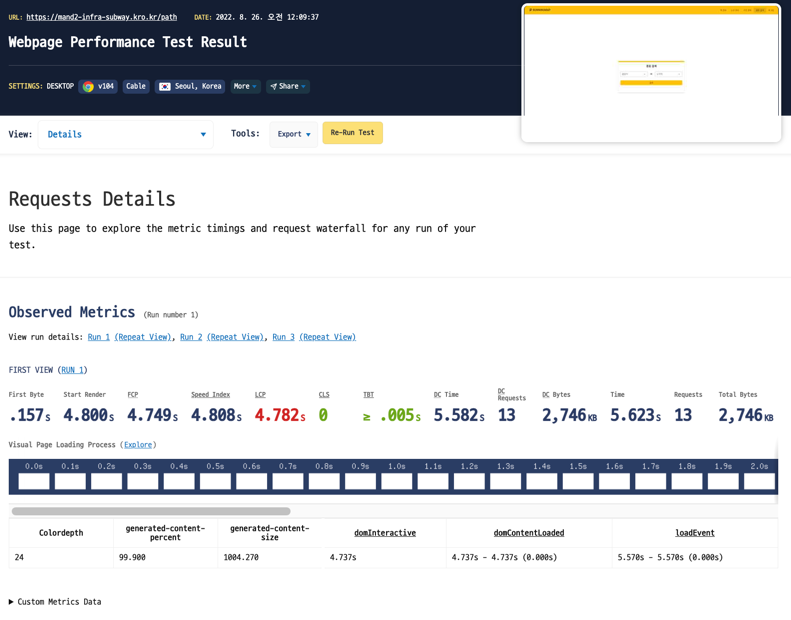 URL: https://mand2-infra-subway.kro.kr/path DATE: 2022. 8. 26. 오전 12:09:37
Webpage Performance Test Result
SETTINGS: DESKTOP v104 Cable Seoul, Korea More Share
View: Details Tools: Export Re-Run Test
Requests Details
Use this page to explore the metric timings and request waterfall for any run of your
test.
Observed Metrics (Run number 1)
View run details: Run 1 (Repeat View), Run 2 (Repeat View), Run 3 (Repeat View)
FIRST VIEW (RUN 1)
First Byte Start Render FCP Speed Index LCP CLS TBT DC Time DC Requests DC Bytes Time Requests Total Bytes
.157s 4.800s 4.749s 4.808s 4.782s 0 ≥ .005s 5.582s 13 2,746KB 5.623s 13 2,746KB
Visual Page Loading Process (Explore)
0.0s 0.1s 0.2s 0.3s 0.4s 0.5s 0.6s 0.7s 0.8s 0.9s 1.0s 1.1s 1.2s 1.3s 1.4s 1.5s 1.6s 1.7s 1.8s 1.9s 2.0s
Colordepth generated-content-percent generated-content-size domInteractive domContentLoaded loadEvent
24 99.900 1004.270 4.737s 4.737s - 4.737s (0.000s) 5.570s - 5.570s (0.000s)
▶ Custom Metrics Data